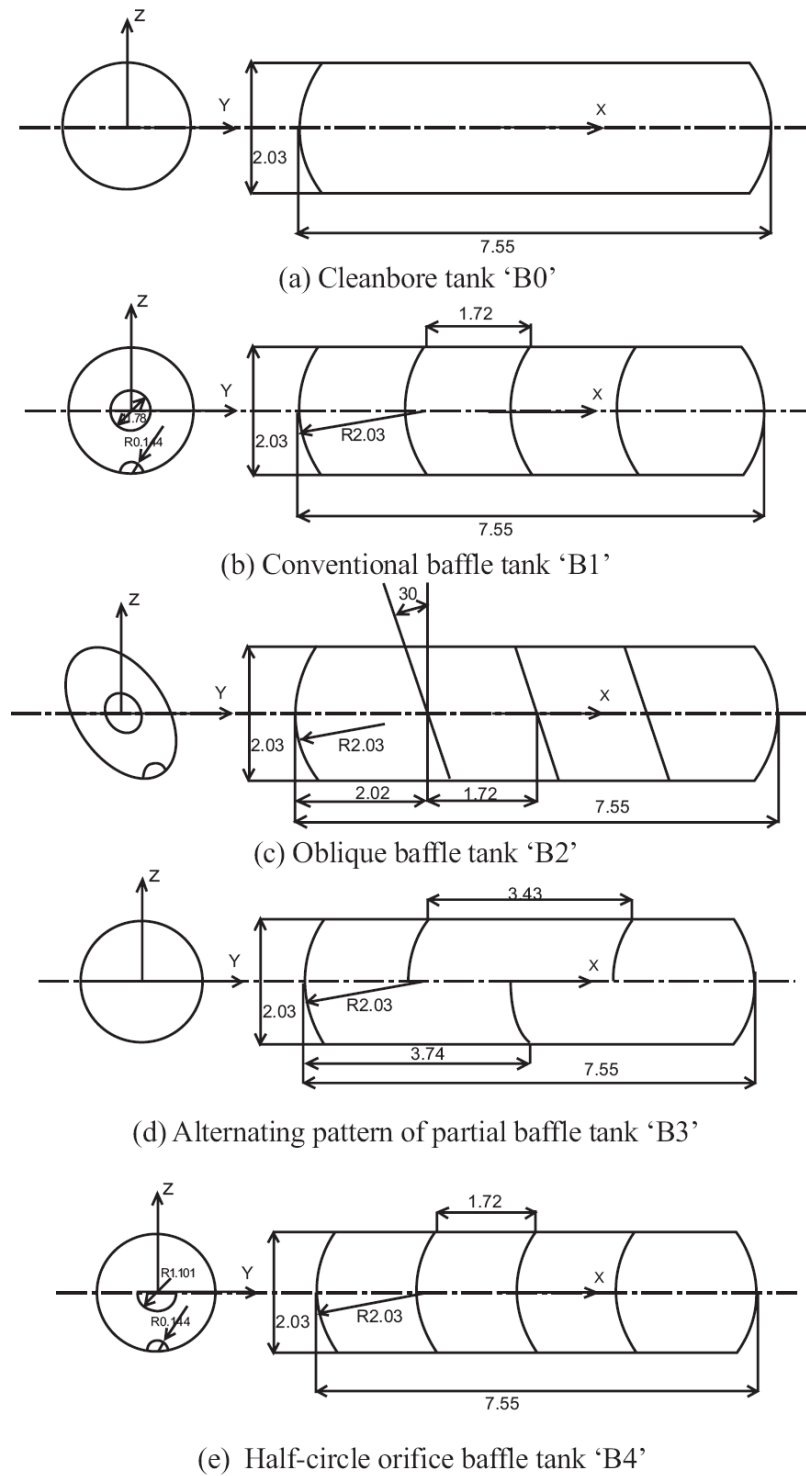 Z
Y
X
2.03
7.55
(a) Cleanbore tank ‘B0’
Z
1.72
Y
X
R0.144
2.03
R2.03
7.55
(b) Conventional baffle tank ‘B1’
Z
30
Y
X
2.03
R2.03
2.02
1.72
7.55
(c) Oblique baffle tank ‘B2’
Z
3.43
Y
X
2.03
R2.03
3.74
7.55
(d) Alternating pattern of partial baffle tank ‘B3’
Z
1.72
R1.101
Y
X
R0.144
2.03
R2.03
7.55
(e) Half-circle orifice baffle tank ‘B4’